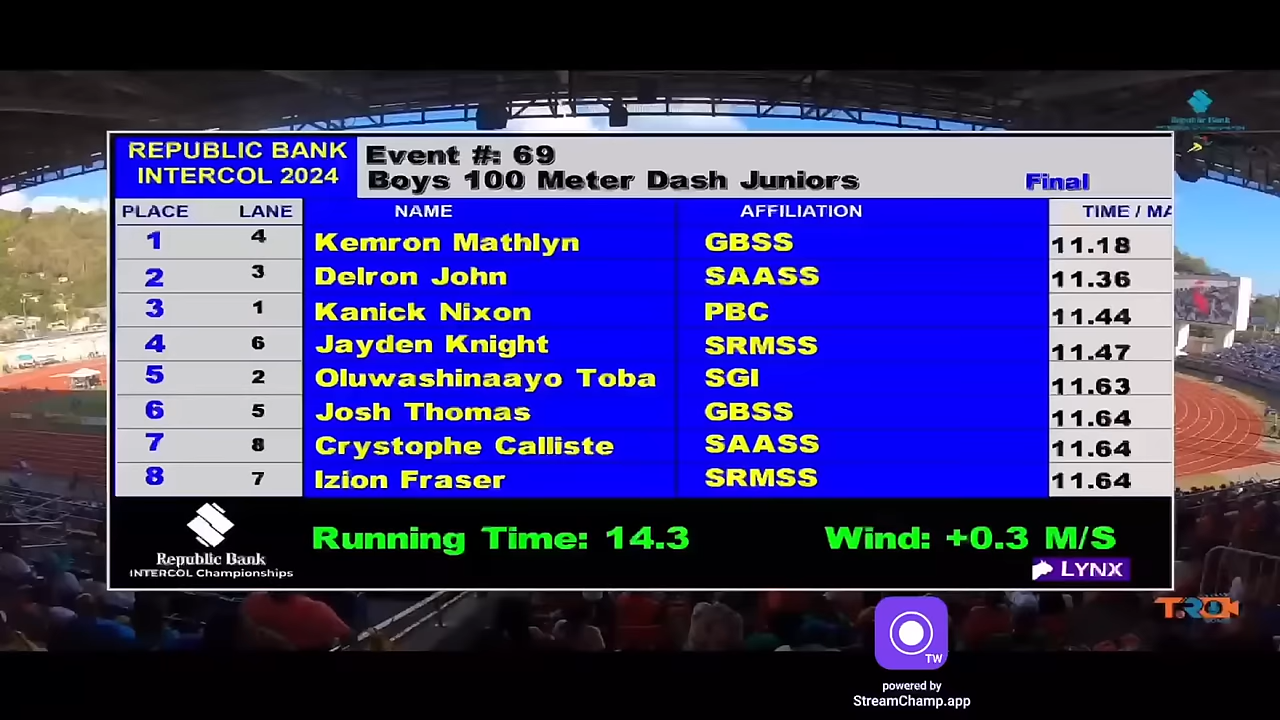 REPUBLIC BANK
INTERCOL 2024
Event #: 69
Boys 100 Meter Dash Juniors
Final
PLACE LANE NAME AFFILIATION TIME / MA
1 4 Kemron Mathlyn GBSS 11.18
2 3 Delron John SAASS 11.36
3 1 Kanick Nixon PBC 11.44
4 6 Jayden Knight SRMSS 11.47
5 2 Oluwashinaayo Toba SGI 11.63
6 5 Josh Thomas GBSS 11.64
7 8 Crystophe Calliste SAASS 11.64
8 7 Izion Fraser SRMSS 11.64
Running Time: 14.3 Wind: +0.3 M/S
Republic Bank
INTERCOL Championships
LYNX
Republic Bank
TW
powered by
StreamChamp.app